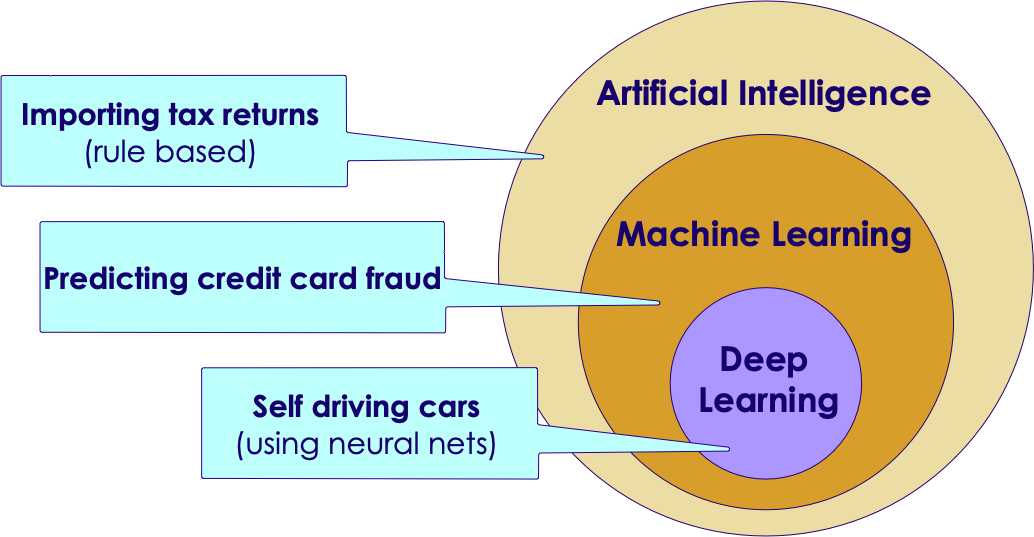 Artificial Intelligence
Importing tax returns
(rule based)
Machine Learning
Predicting credit card fraud
Deep
Learning
Self driving cars
(using neural nets)